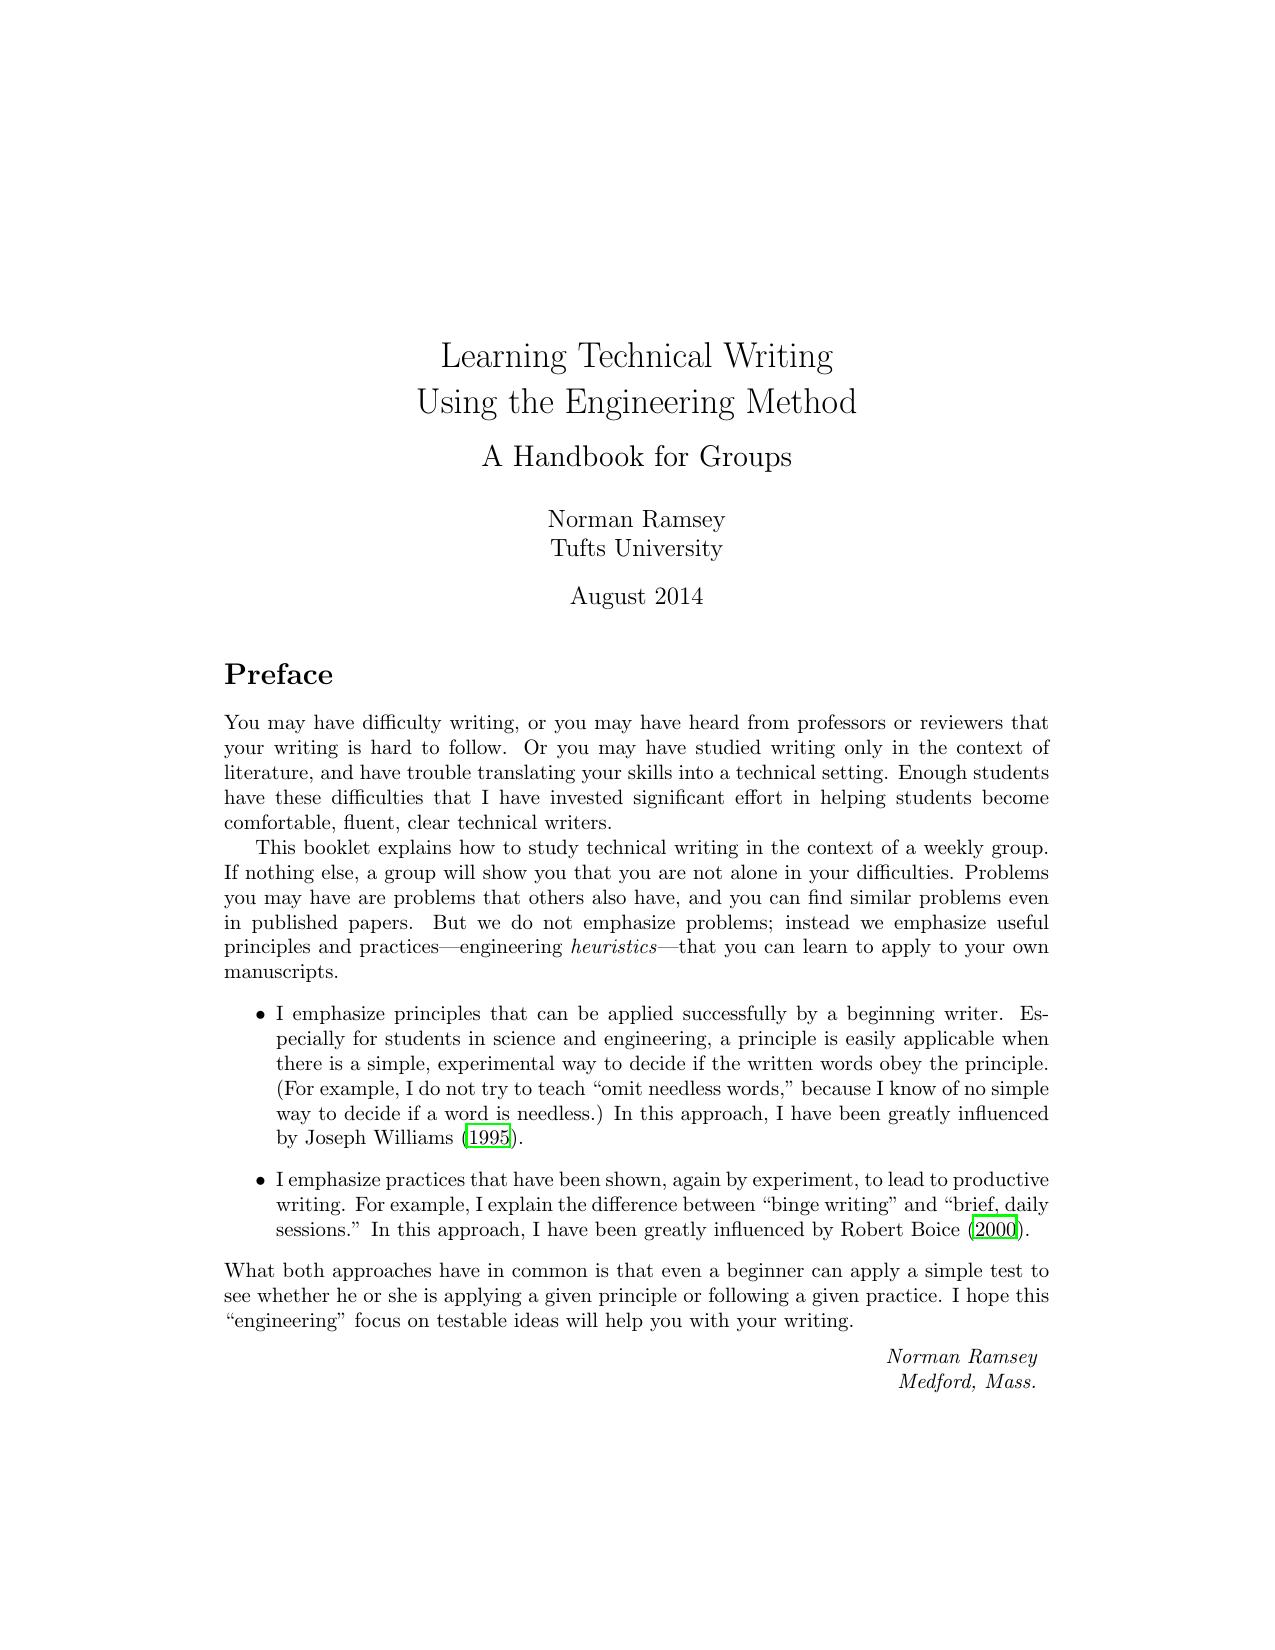 Learning Technical Writing
Using the Engineering Method
A Handbook for Groups
Norman Ramsey
Tufts University
August 2014
Preface
You may have difficulty writing, or you may have heard from professors or reviewers that
your writing is hard to follow. Or you may have studied writing only in the context of
literature, and have trouble translating your skills into a technical setting. Enough students
have these difficulties that I have invested significant effort in helping students become
comfortable, fluent, clear technical writers.
This booklet explains how to study technical writing in the context of a weekly group.
If nothing else, a group will show you that you are not alone in your difficulties. Problems
you may have are problems that others also have, and you can find similar problems even
in published papers. But we do not emphasize problems; instead we emphasize useful
principles and practices—engineering heuristics—that you can learn to apply to your own
manuscripts.
• I emphasize principles that can be applied successfully by a beginning writer. Es-
pecially for students in science and engineering, a principle is easily applicable when
there is a simple, experimental way to decide if the written words obey the principle.
(For example, I do not try to teach “omit needless words,” because I know of no simple
way to decide if a word is needless.) In this approach, I have been greatly influenced
by Joseph Williams (1995).
• I emphasize practices that have been shown, again by experiment, to lead to productive
writing. For example, I explain the difference between “binge writing” and “brief, daily
sessions.” In this approach, I have been greatly influenced by Robert Boice (2000).
What both approaches have in common is that even a beginner can apply a simple test to
see whether he or she is applying a given principle or following a given practice. I hope this
“engineering” focus on testable ideas will help you with your writing.
Norman Ramsey
Medford, Mass.